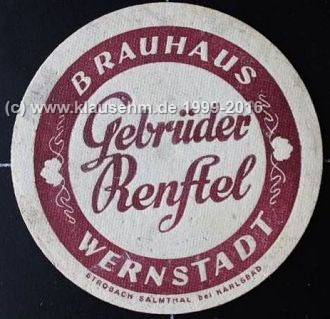 BRAUHAUS
(c) www.klausehm.de 1999-2016
Gebrüder
Renftel
WERNSTADT
STROBACH SALMTHAL bei KARLSBAD